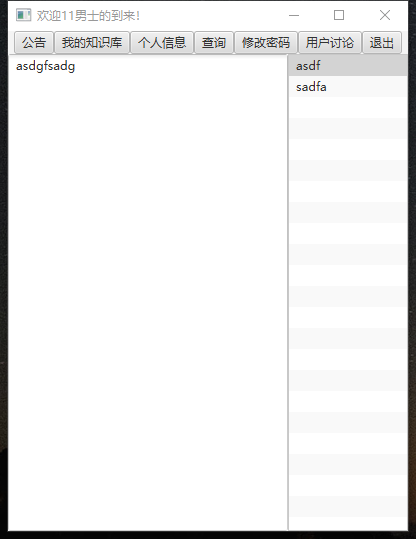 欢迎11男士的到来！
公告 我的知识库 个人信息 查询 修改密码 用户讨论 退出
asdgfsadg
asdf
sadfa